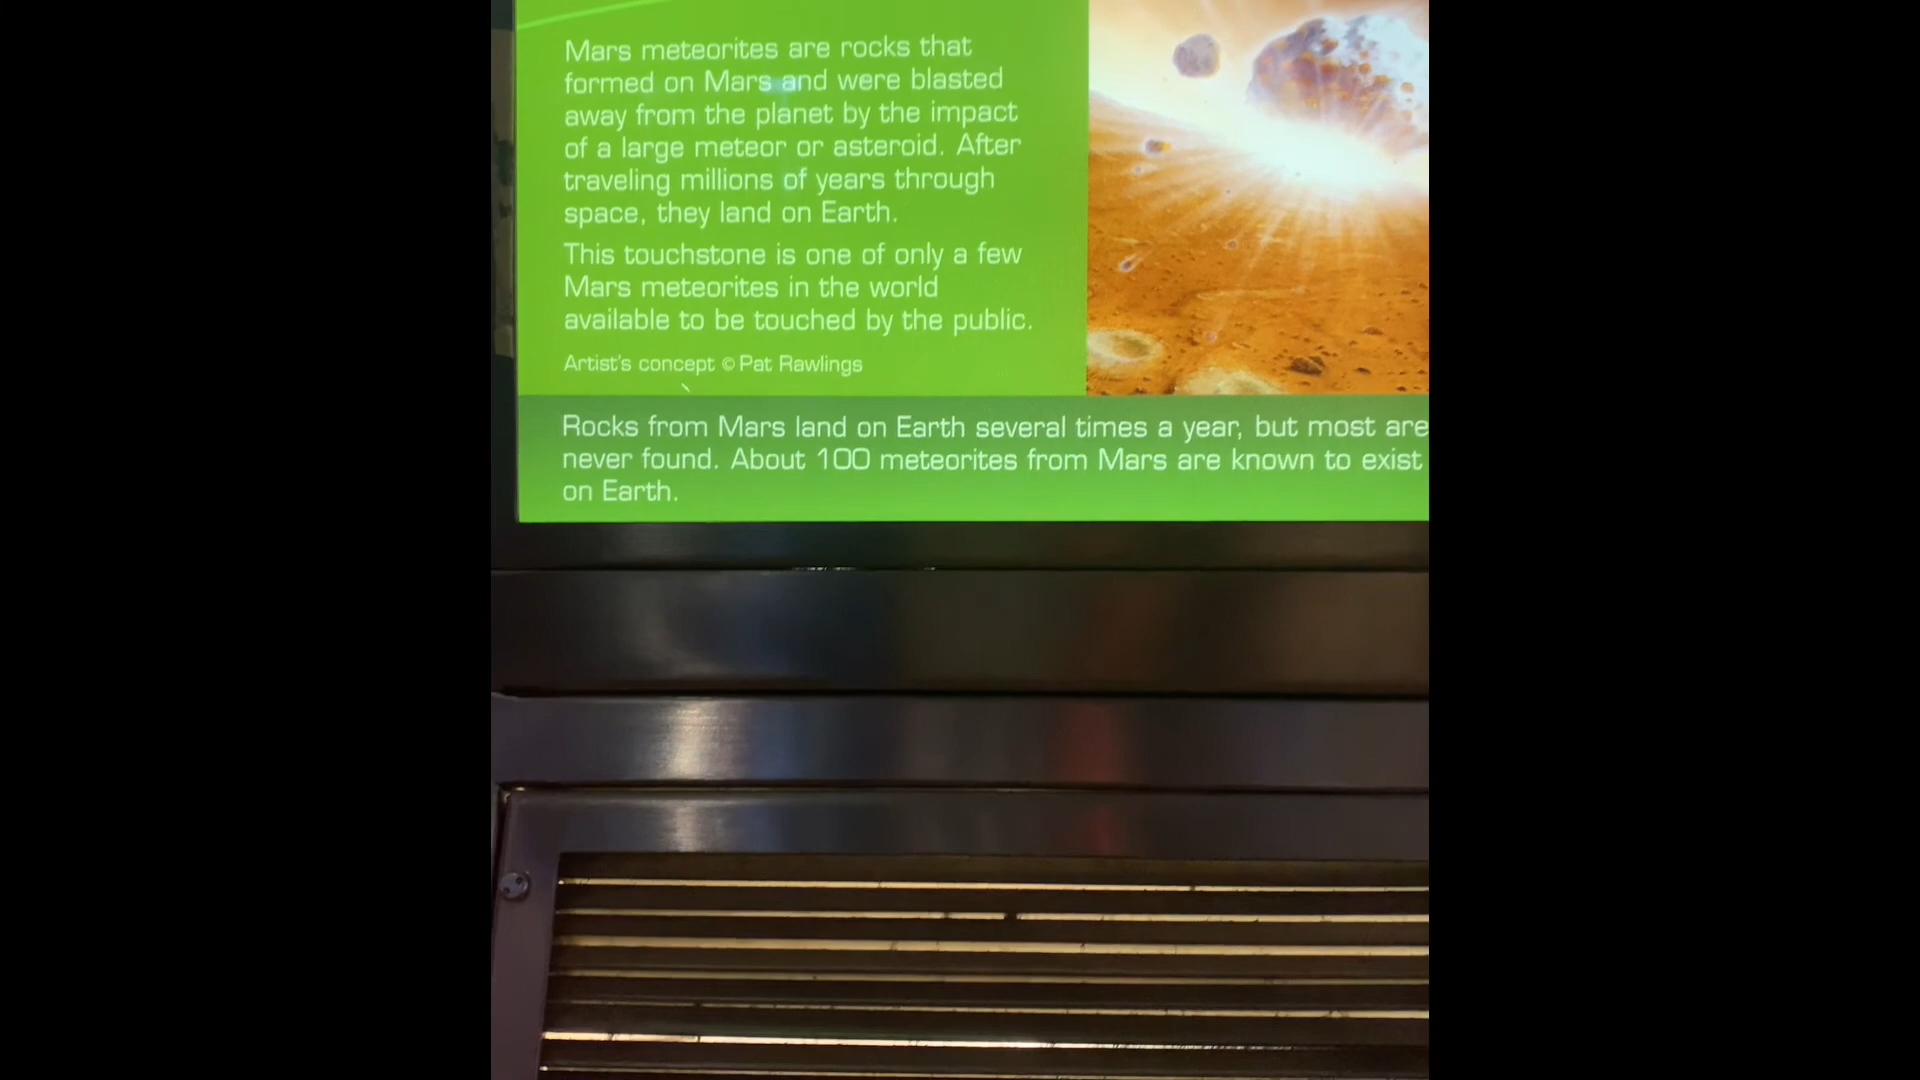 Mars meteorites are rocks that
formed on Mars and were blasted
away from the planet by the impact
of a large meteor or asteroid. After
traveling millions of years through
space, they land on Earth.
This touchstone is one of only a few
Mars meteorites in the world
available to be touched by the public.
Artist's concept © Pat Rawlings
Rocks from Mars land on Earth several times a year, but most are
never found. About 100 meteorites from Mars are known to exist
on Earth.